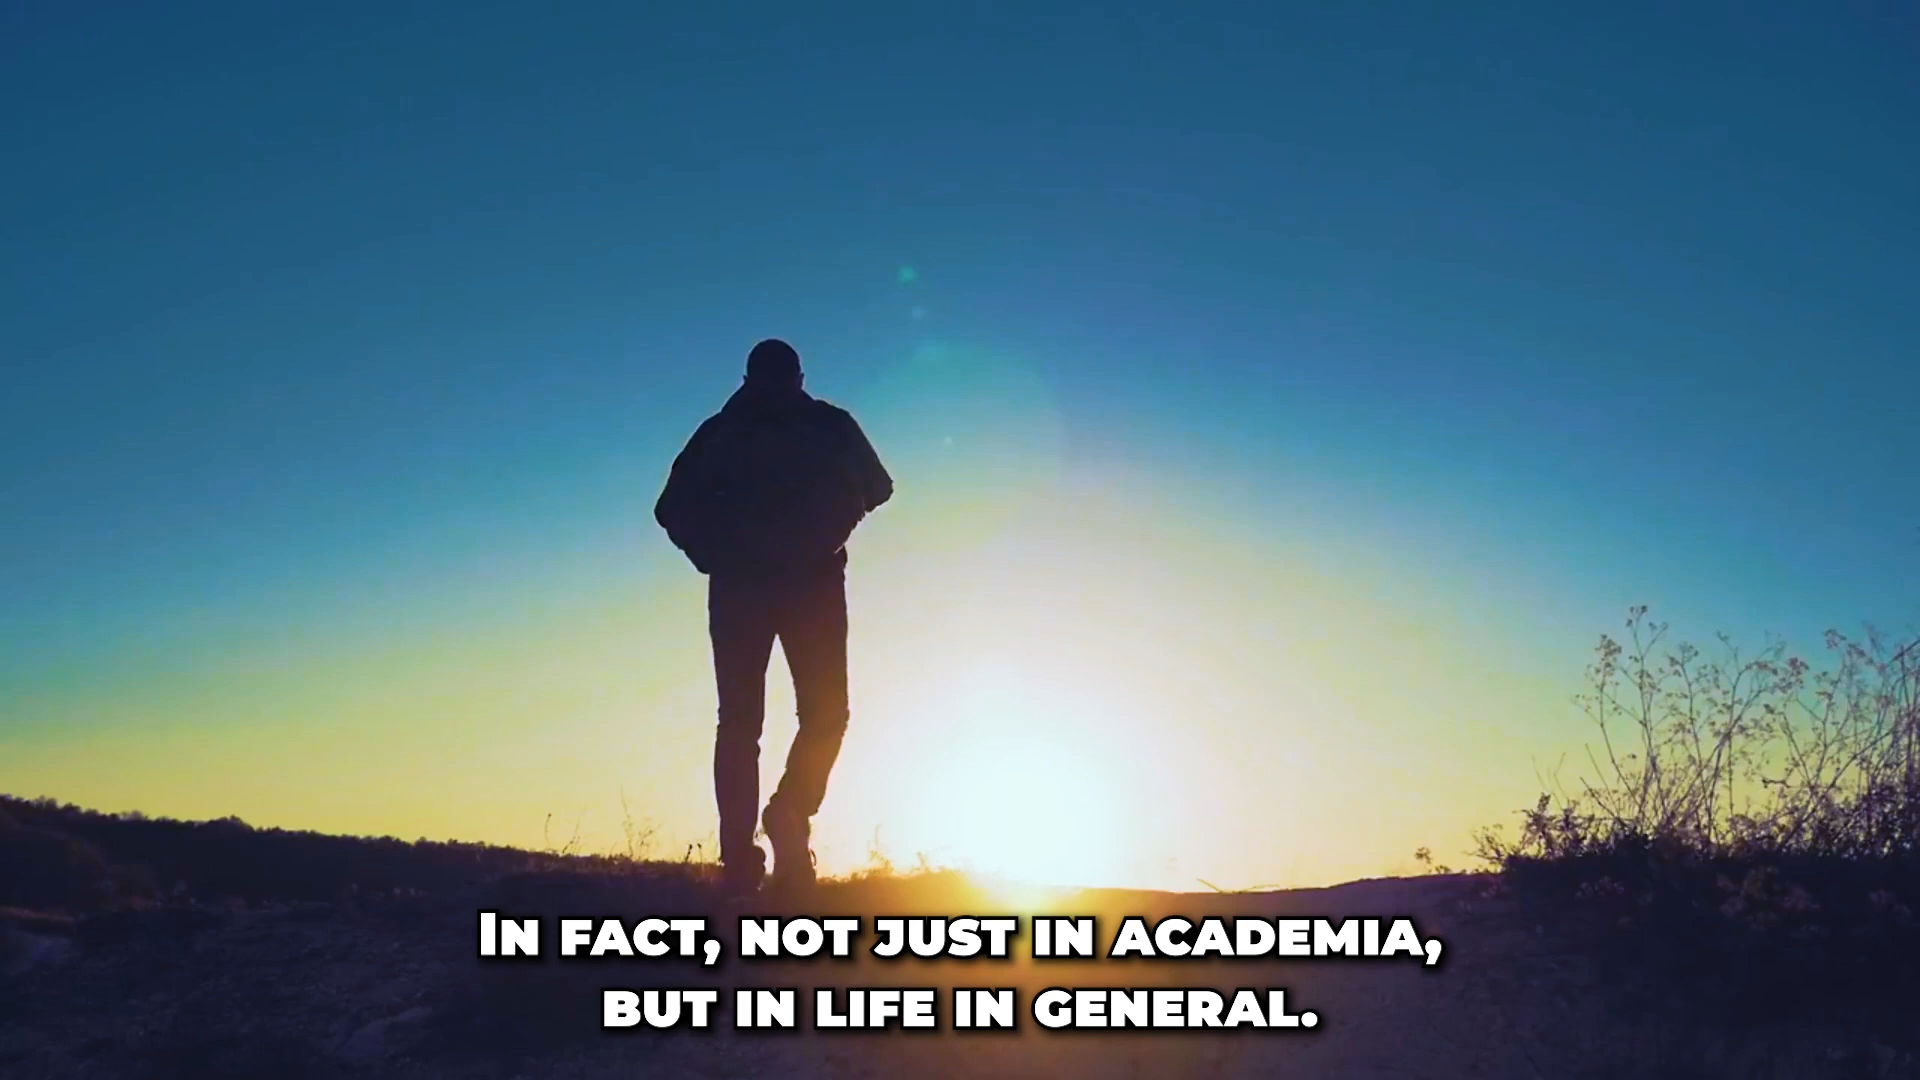 In fact, not just in academia,
but in life in general.